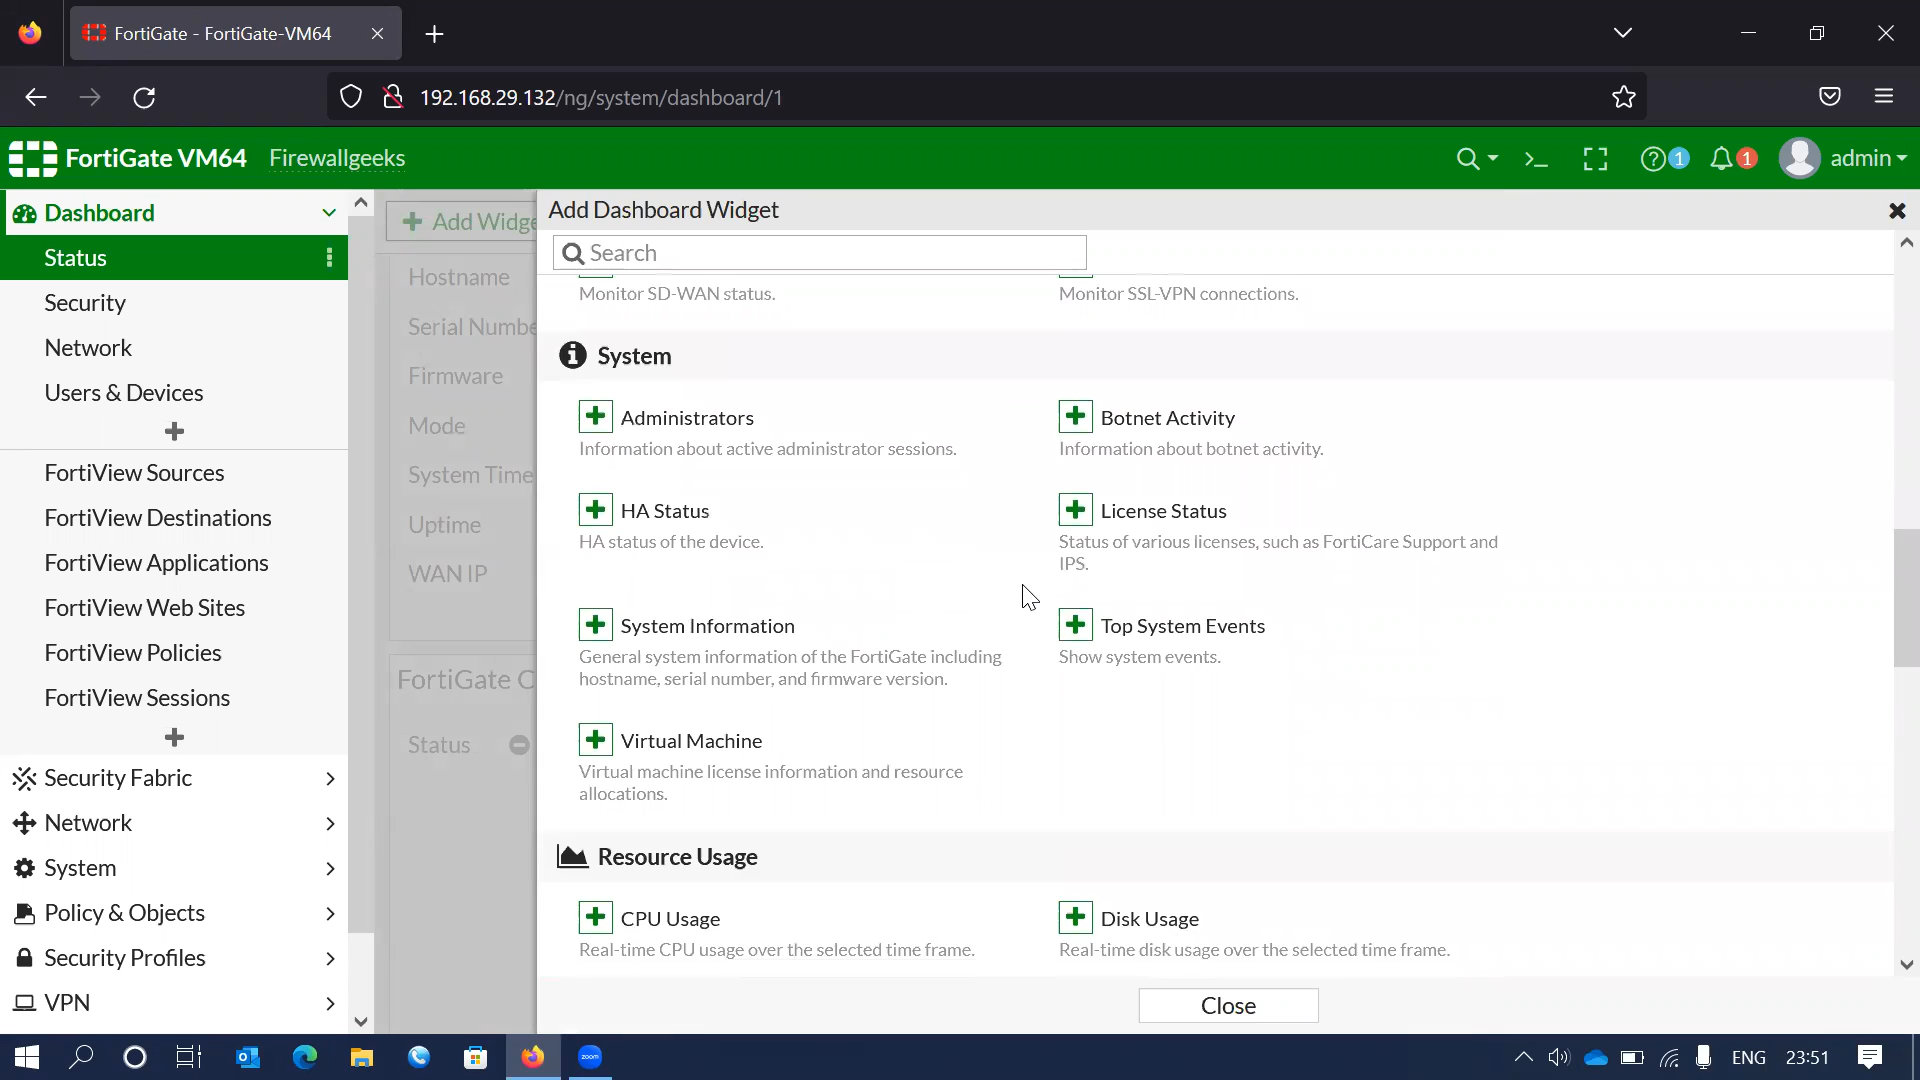 FortiGate - FortiGate-VM64
192.168.29.132/ng/system/dashboard/1
FortiGate VM64
Firewallgeeks
1
1
admin
Dashboard
Status
Security
Network
Users & Devices
FortiView Sources
FortiView Destinations
FortiView Applications
FortiView Web Sites
FortiView Policies
FortiView Sessions
Security Fabric
Network
System
Policy & Objects
Security Profiles
VPN
Add Widge
Hostname
Serial Numbe
Firmware
Mode
System Time
Uptime
WAN IP
FortiGate C
Status
Add Dashboard Widget
Search
Monitor SD-WAN status.
Monitor SSL-VPN connections.
System
Administrators
Information about active administrator sessions.
Botnet Activity
Information about botnet activity.
HA Status
HA status of the device.
License Status
Status of various licenses, such as FortiCare Support and
IPS.
System Information
General system information of the FortiGate including
hostname, serial number, and firmware version.
Top System Events
Show system events.
Virtual Machine
Virtual machine license information and resource
allocations.
Resource Usage
CPU Usage
Real-time CPU usage over the selected time frame.
Disk Usage
Real-time disk usage over the selected time frame.
Close
zoom
ENG
23:51